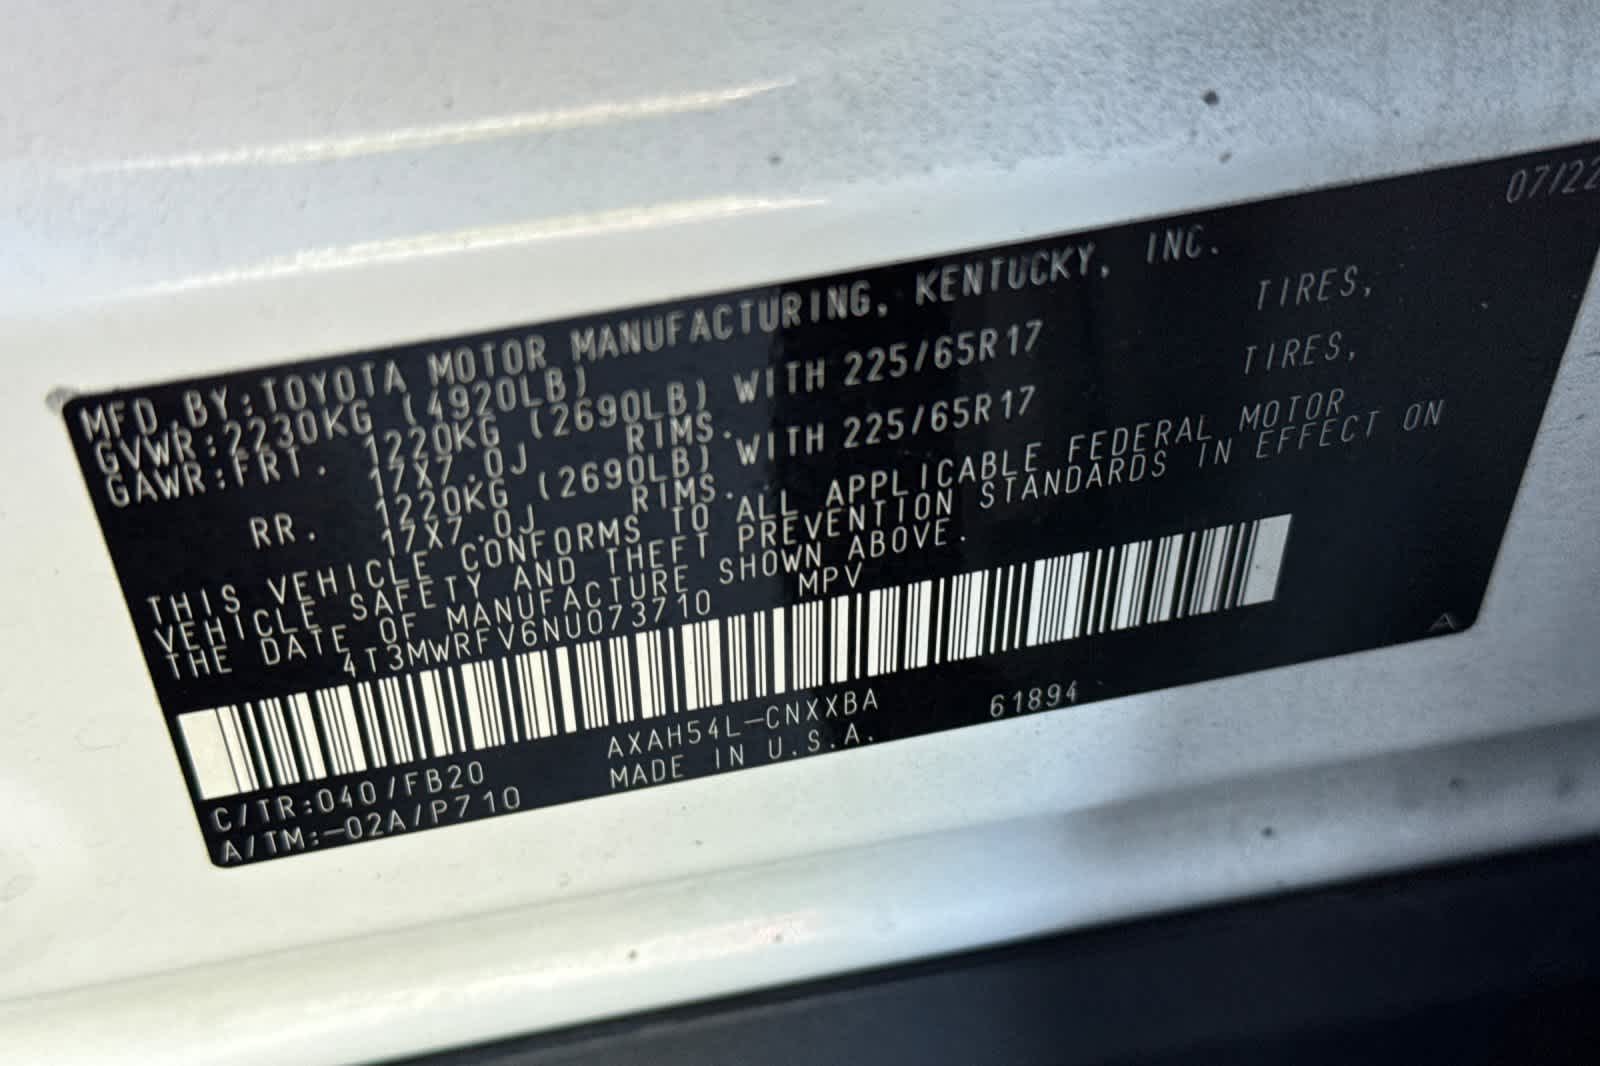 07/22
MFD.BY:TOYOTA MOTOR MANUFACTURING, KENTUCKY, INC.
GVWR:2230KG (4920LB)
GAWR:FRT. 1220KG (2690LB) WITH 225/65R17 TIRES,
17X7.0J RIMS.
RR. 1220KG (2690LB) WITH 225/65R17 TIRES,
17X7.0J RIMS.
THIS VEHICLE CONFORMS TO ALL APPLICABLE FEDERAL MOTOR
VEHICLE SAFETY AND THEFT PREVENTION STANDARDS IN EFFECT ON
THE DATE OF MANUFACTURE SHOWN ABOVE.
4T3MWRFV6NU073710 MPV
A
C/TR:040/FB20 AXAH54L-CNXXBA 61894
A/TM:-02A/P710 MADE IN U.S.A.